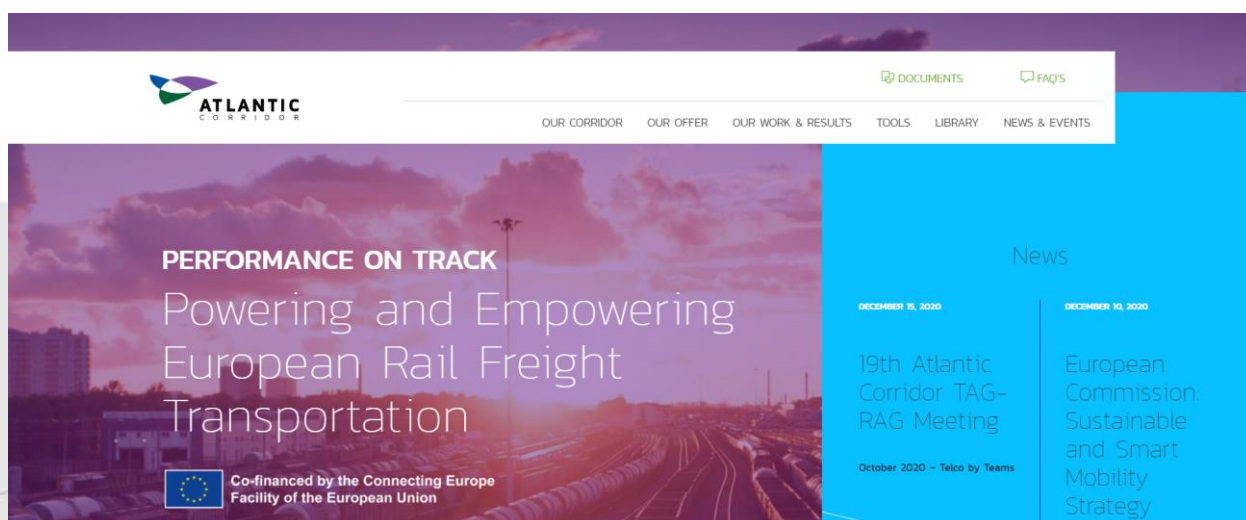 DOCUMENTS
FAQ'S
ATLANTIC
CORRIDOR
OUR CORRIDOR OUR OFFER OUR WORK & RESULTS TOOLS LIBRARY NEWS & EVENTS
PERFORMANCE ON TRACK
Powering and Empowering
European Rail Freight
Transportation
Co-financed by the Connecting Europe
Facility of the European Union
News
DECEMBER 15, 2020
19th Atlantic
Corridor TAG-
RAG Meeting
October 2020 – Telco by Teams
DECEMBER 10, 2020
European
Commission:
Sustainable
and Smart
Mobility
Strategy